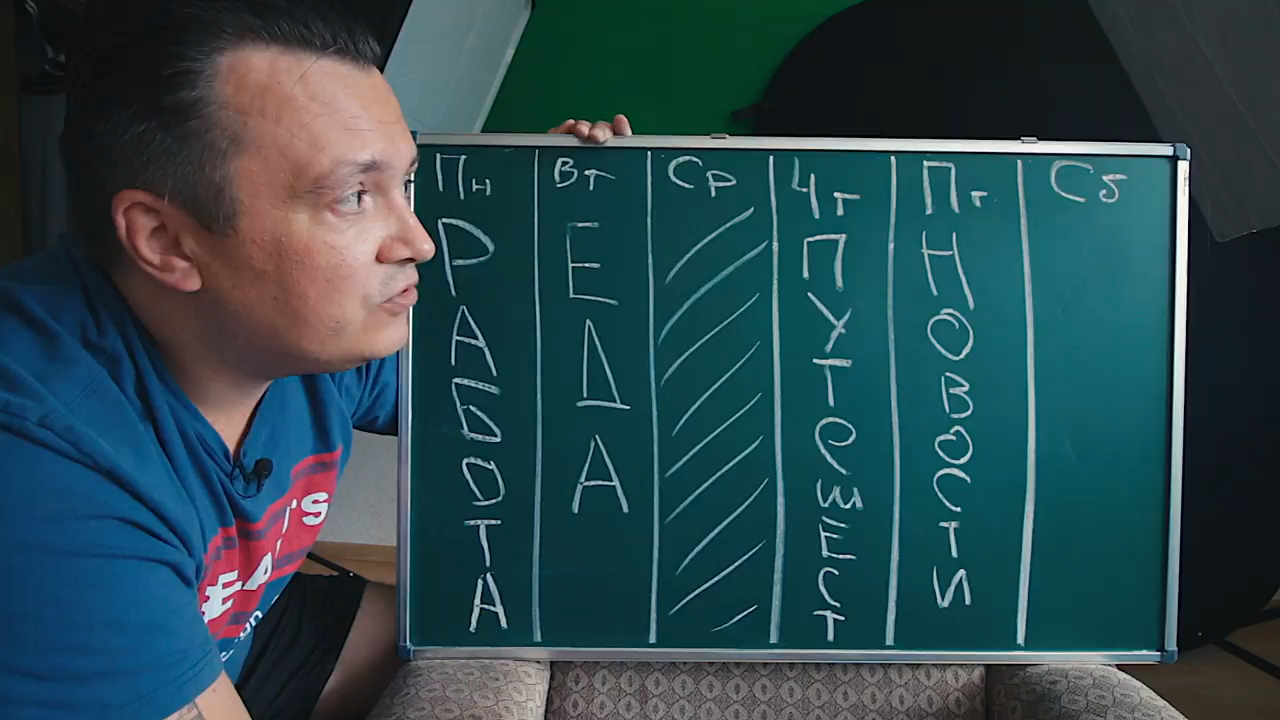 Пн Вт Ср Чт Пт Сб
РАБОТА
ЕДА
ПУТЕШЕСТ
НОВОСТИ